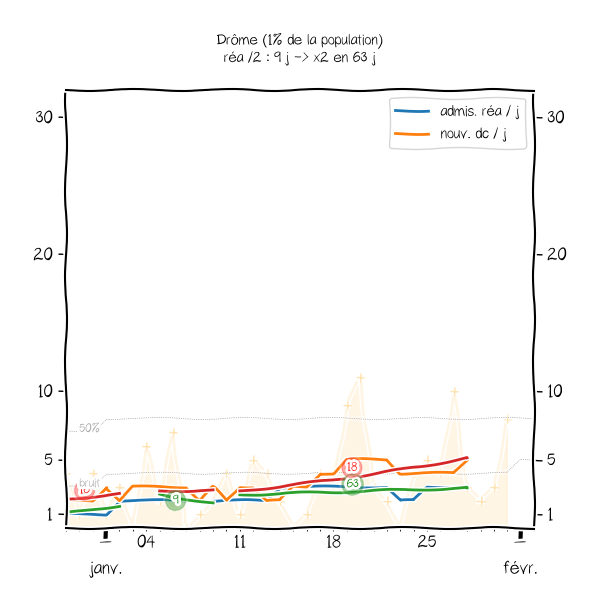 Drôme (1% de la population)
réa /2 : 9 j -> x2 en 63 j
admis. réa / j
nouv. dc / j
30 30
20 20
10 10
50%
5 5
18
bruit
63
9
1 1
04 11 18 25
janv. févr.